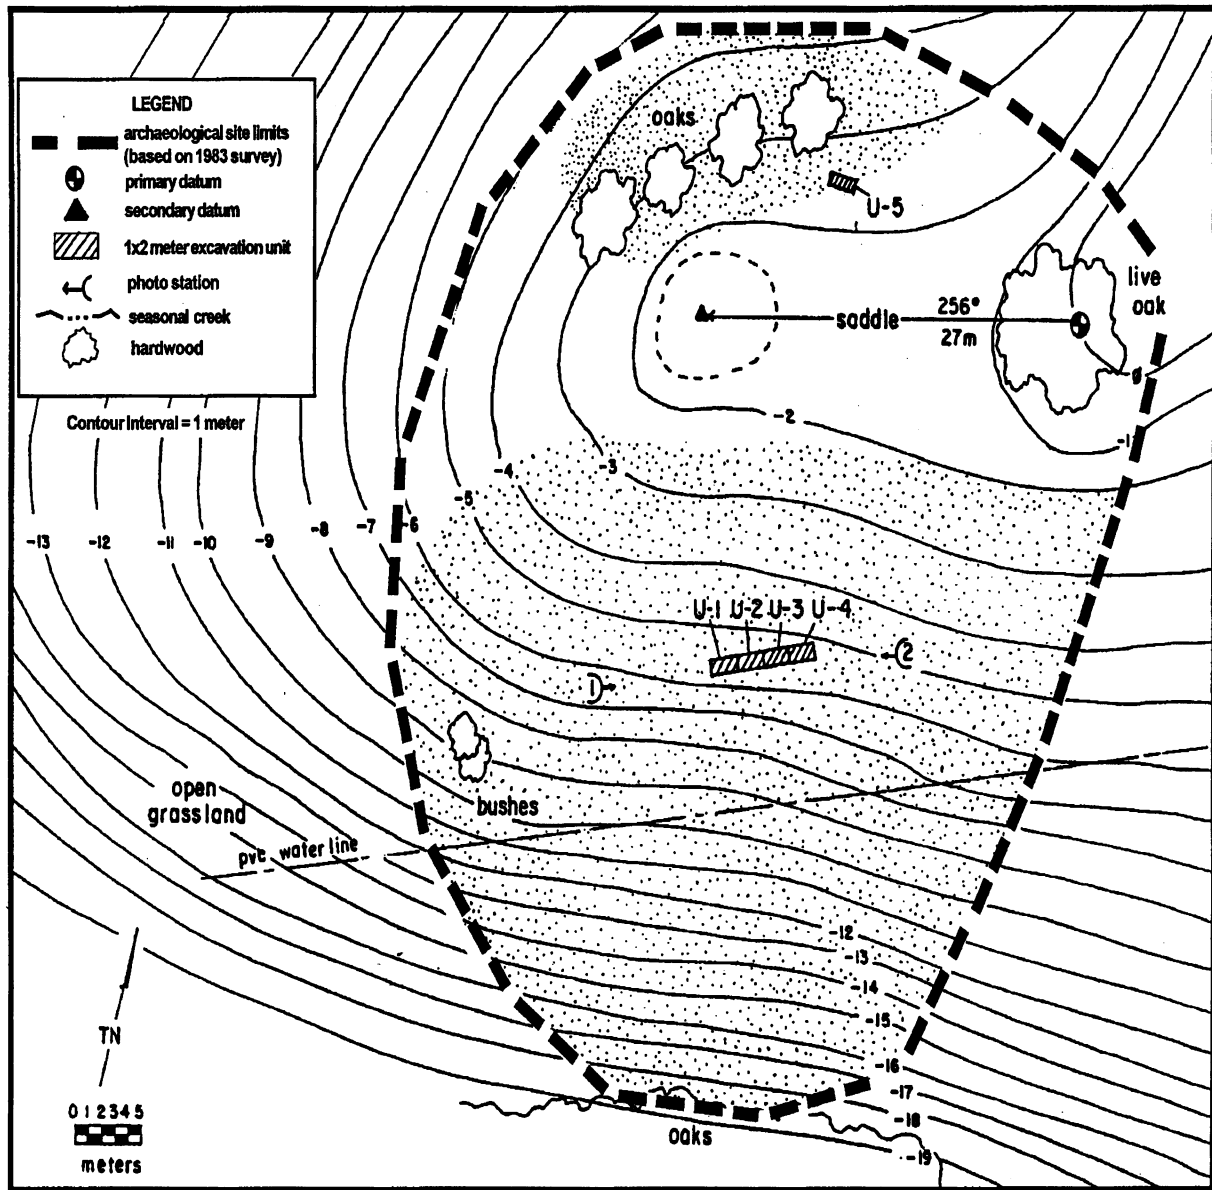 LEGEND
archaeological site limits
(based on 1983 survey)
primary datum
secondary datum
1x2 meter excavation unit
photo station
seasonal creek
hardwood
Contour Interval = 1 meter
oaks
U-5
live
oak
256°
saddle
27m
0
-1
-2
-3
-4
-5
-6
-7
-8
-9
-10
-11
-12
-13
U-1 U-2 U-3 U-4
2
1
open
grassland
bushes
pvc water line
-12
-13
-14
-15
-16
-17
-18
-19
TN
0 1 2 3 4 5
meters
oaks